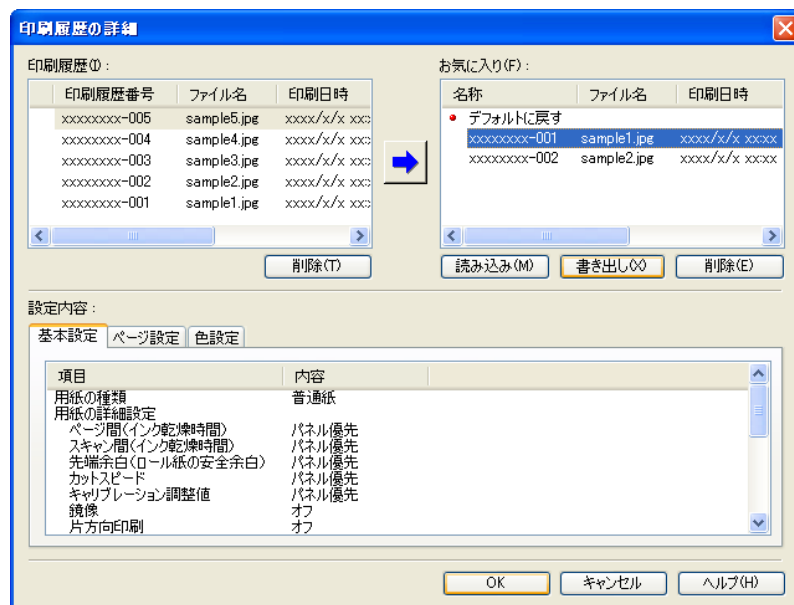 印刷履歴の詳細
印刷履歴(I)： お気に入り(F)：
印刷履歴番号 ファイル名 印刷日時 名称 ファイル名 印刷日時
xxxxxxxxx-005 sample5.jpg xxxx/x/x xx: デフォルトに戻す
xxxxxxxxx-004 sample4.jpg xxxx/x/x xx: xxxxxxxxx-001 sample1.jpg xxxx/x/x xx:xx
xxxxxxxxx-003 sample3.jpg xxxx/x/x xx: xxxxxxxxx-002 sample2.jpg xxxx/x/x xx:xx
xxxxxxxxx-002 sample2.jpg xxxx/x/x xx:
xxxxxxxxx-001 sample1.jpg xxxx/x/x xx:
削除(T) 読み込み(M) 書き出し(X) 削除(E)
設定内容：
基本設定 ページ設定 色設定
項目 内容
用紙の種類 普通紙
用紙の詳細設定
ページ間(インク乾燥時間) パネル優先
スキャン間(インク乾燥時間) パネル優先
先端余白(ロール紙の安全余白) パネル優先
カットスピード パネル優先
キャリブレーション調整値 パネル優先
鏡像 オフ
片方向印刷 オフ
OK キャンセル ヘルプ(H)